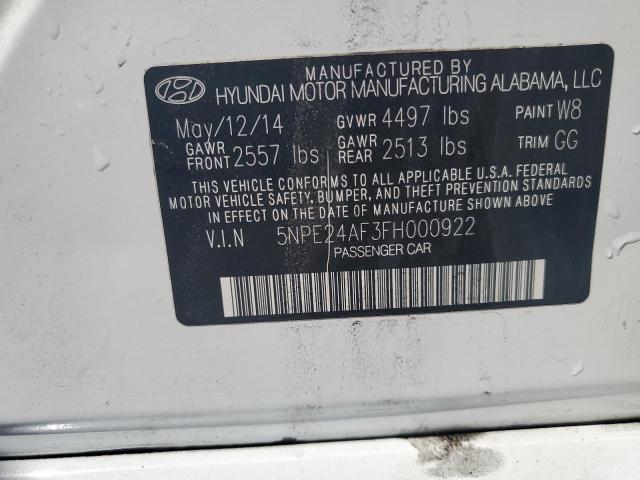 MANUFACTURED BY
HYUNDAI MOTOR MANUFACTURING ALABAMA, LLC
May/12/14 GVWR 4497 lbs PAINT W8
GAWR FRONT 2557 lbs GAWR REAR 2513 lbs TRIM GG
THIS VEHICLE CONFORMS TO ALL APPLICABLE U.S.A. FEDERAL
MOTOR VEHICLE SAFETY, BUMPER, AND THEFT PREVENTION STANDARDS
IN EFFECT ON THE DATE OF MANUFACTURE SHOWN ABOVE.
V.I.N 5NPE24AF3FH000922
PASSENGER CAR